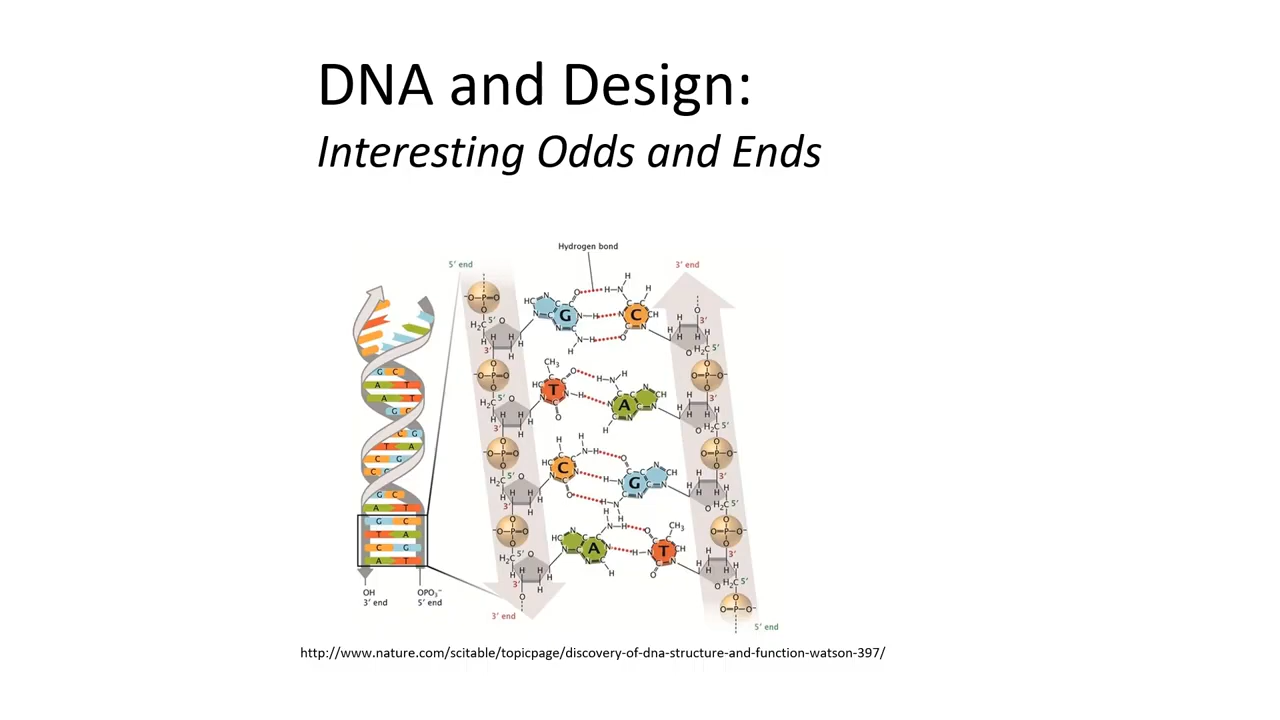 DNA and Design:
Interesting Odds and Ends
Hydrogen bond
5' end
3' end
G C
T A
C G
A T
G C
A T
A T
G C
C G
T A
C G
C G
G C
A T
G C
T A
C G
A T
OH
3' end
OPO₃⁻
5' end
3' end
5' end
http://www.nature.com/scitable/topicpage/discovery-of-dna-structure-and-function-watson-397/